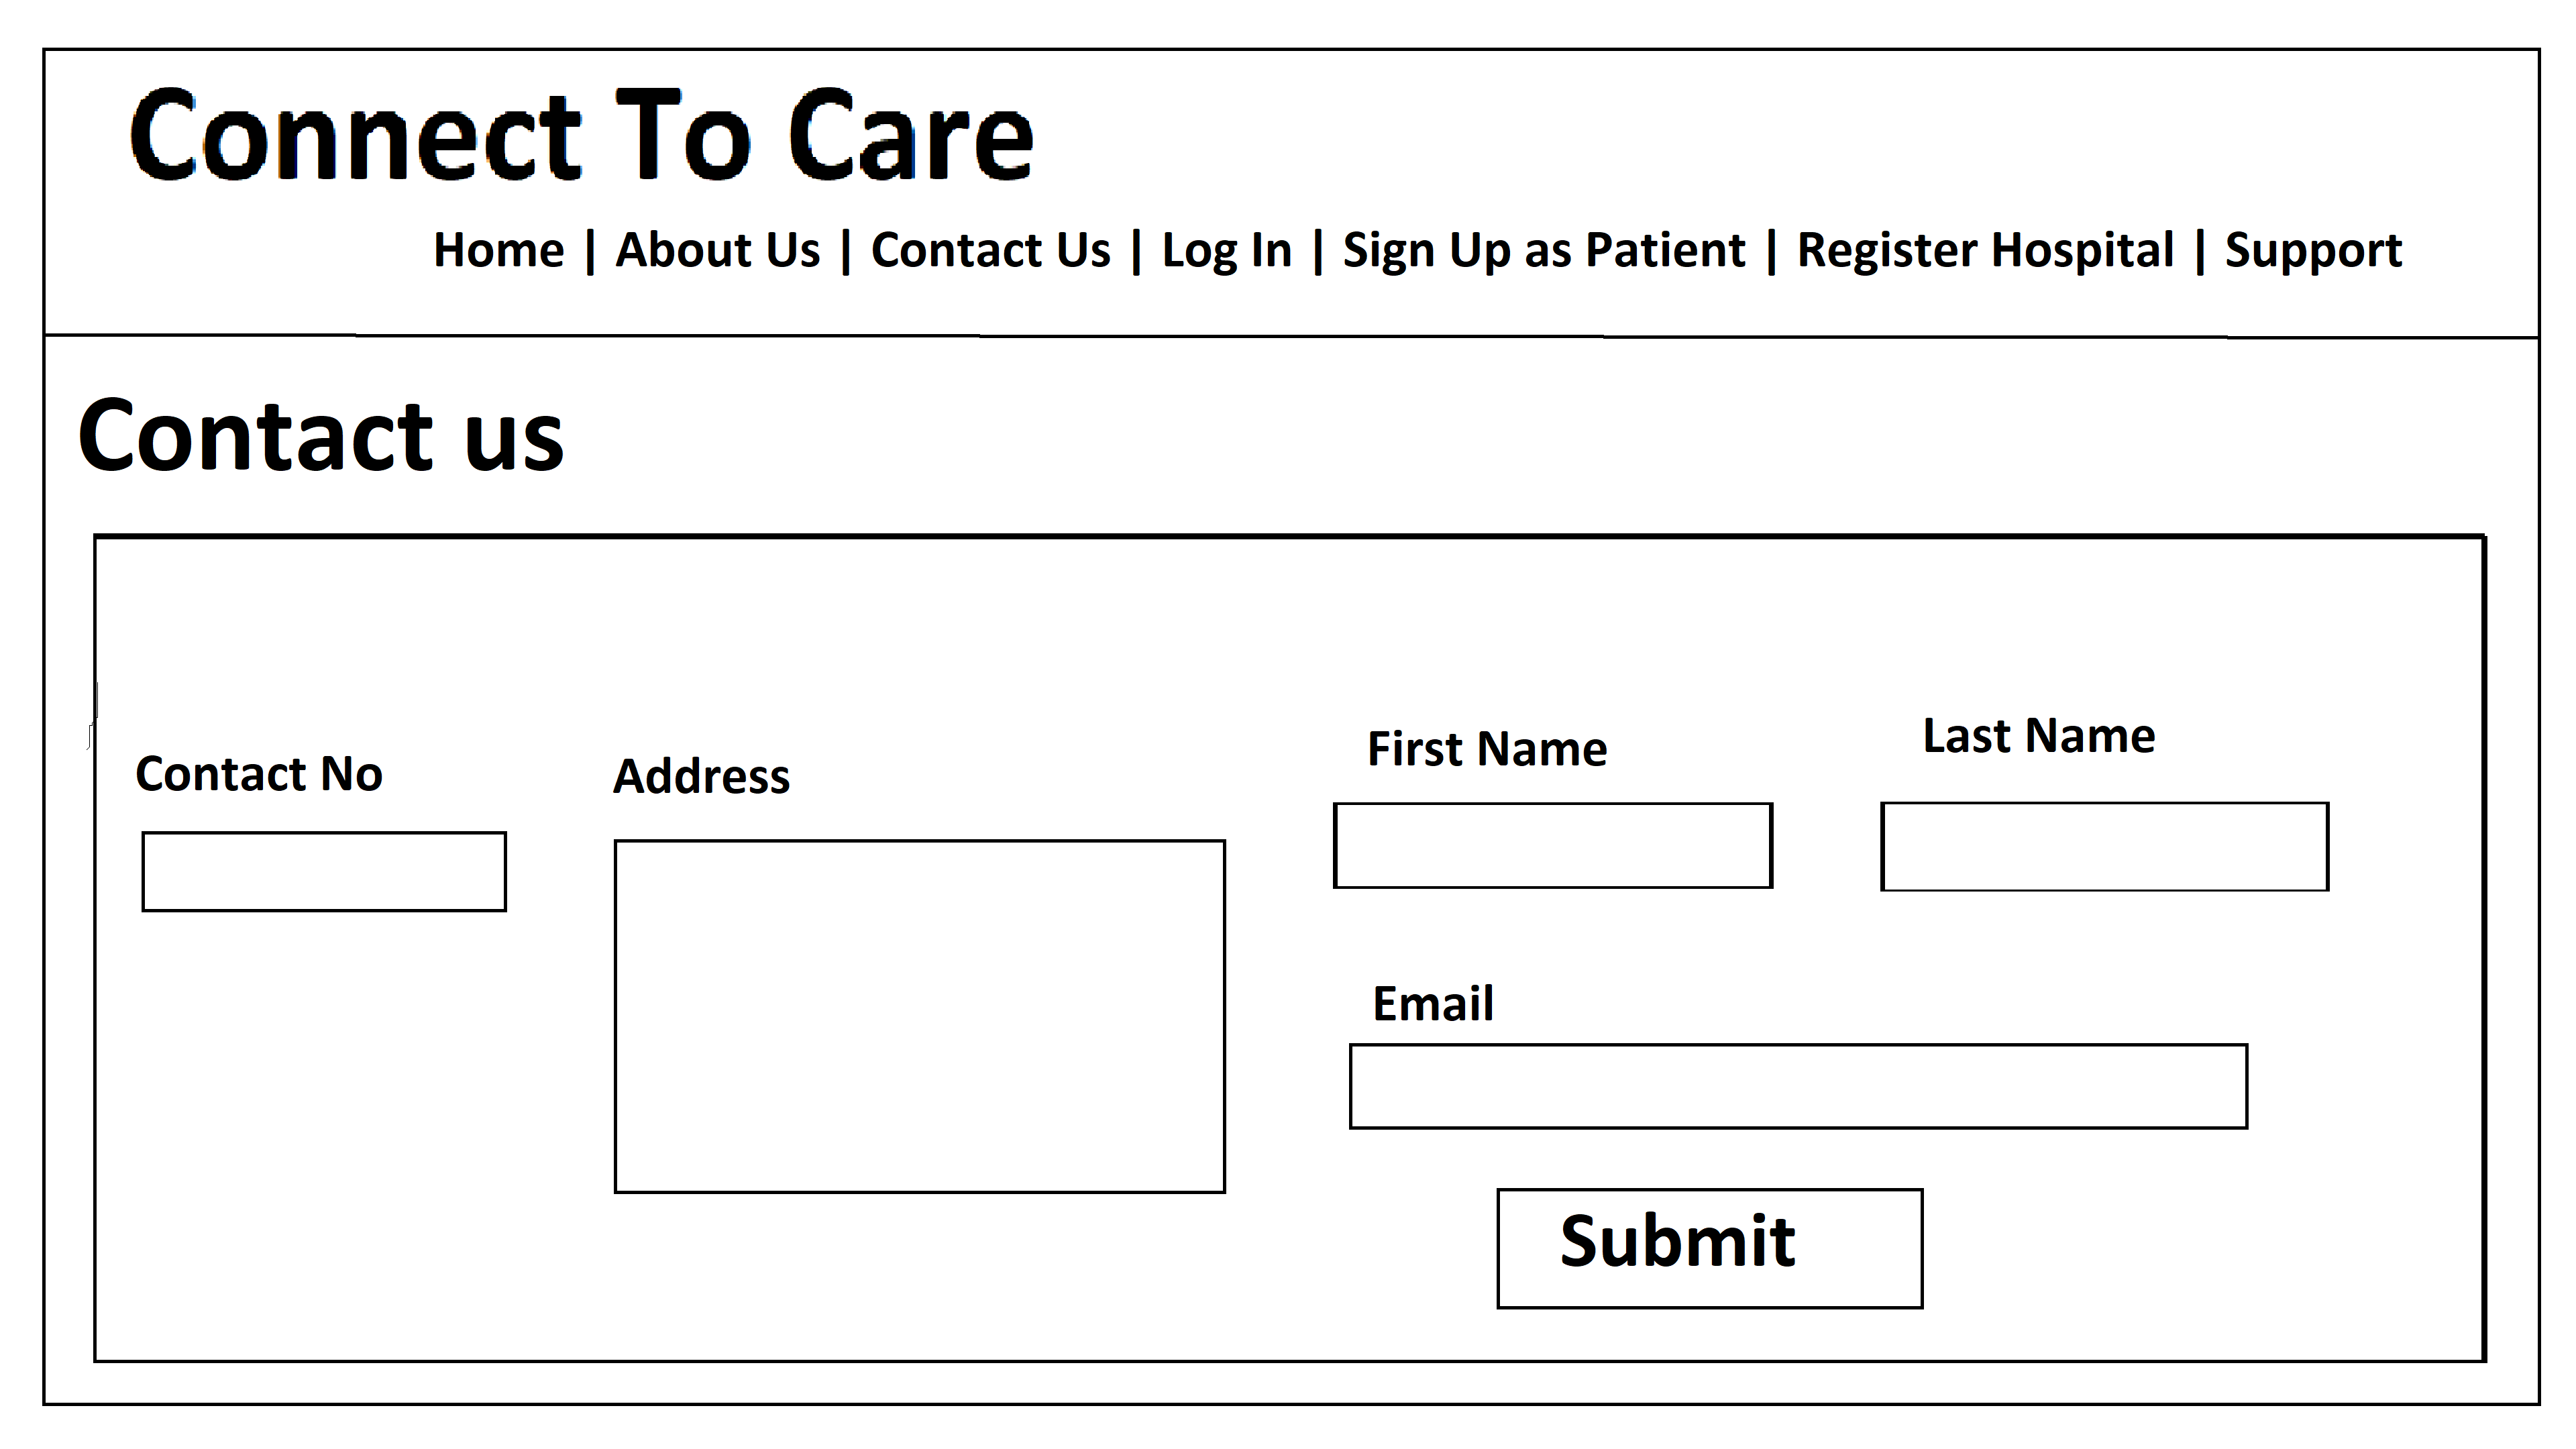 Connect To Care
Home | About Us | Contact Us | Log In | Sign Up as Patient | Register Hospital | Support
Contact us
Contact No
Address
First Name
Last Name
Email
Submit